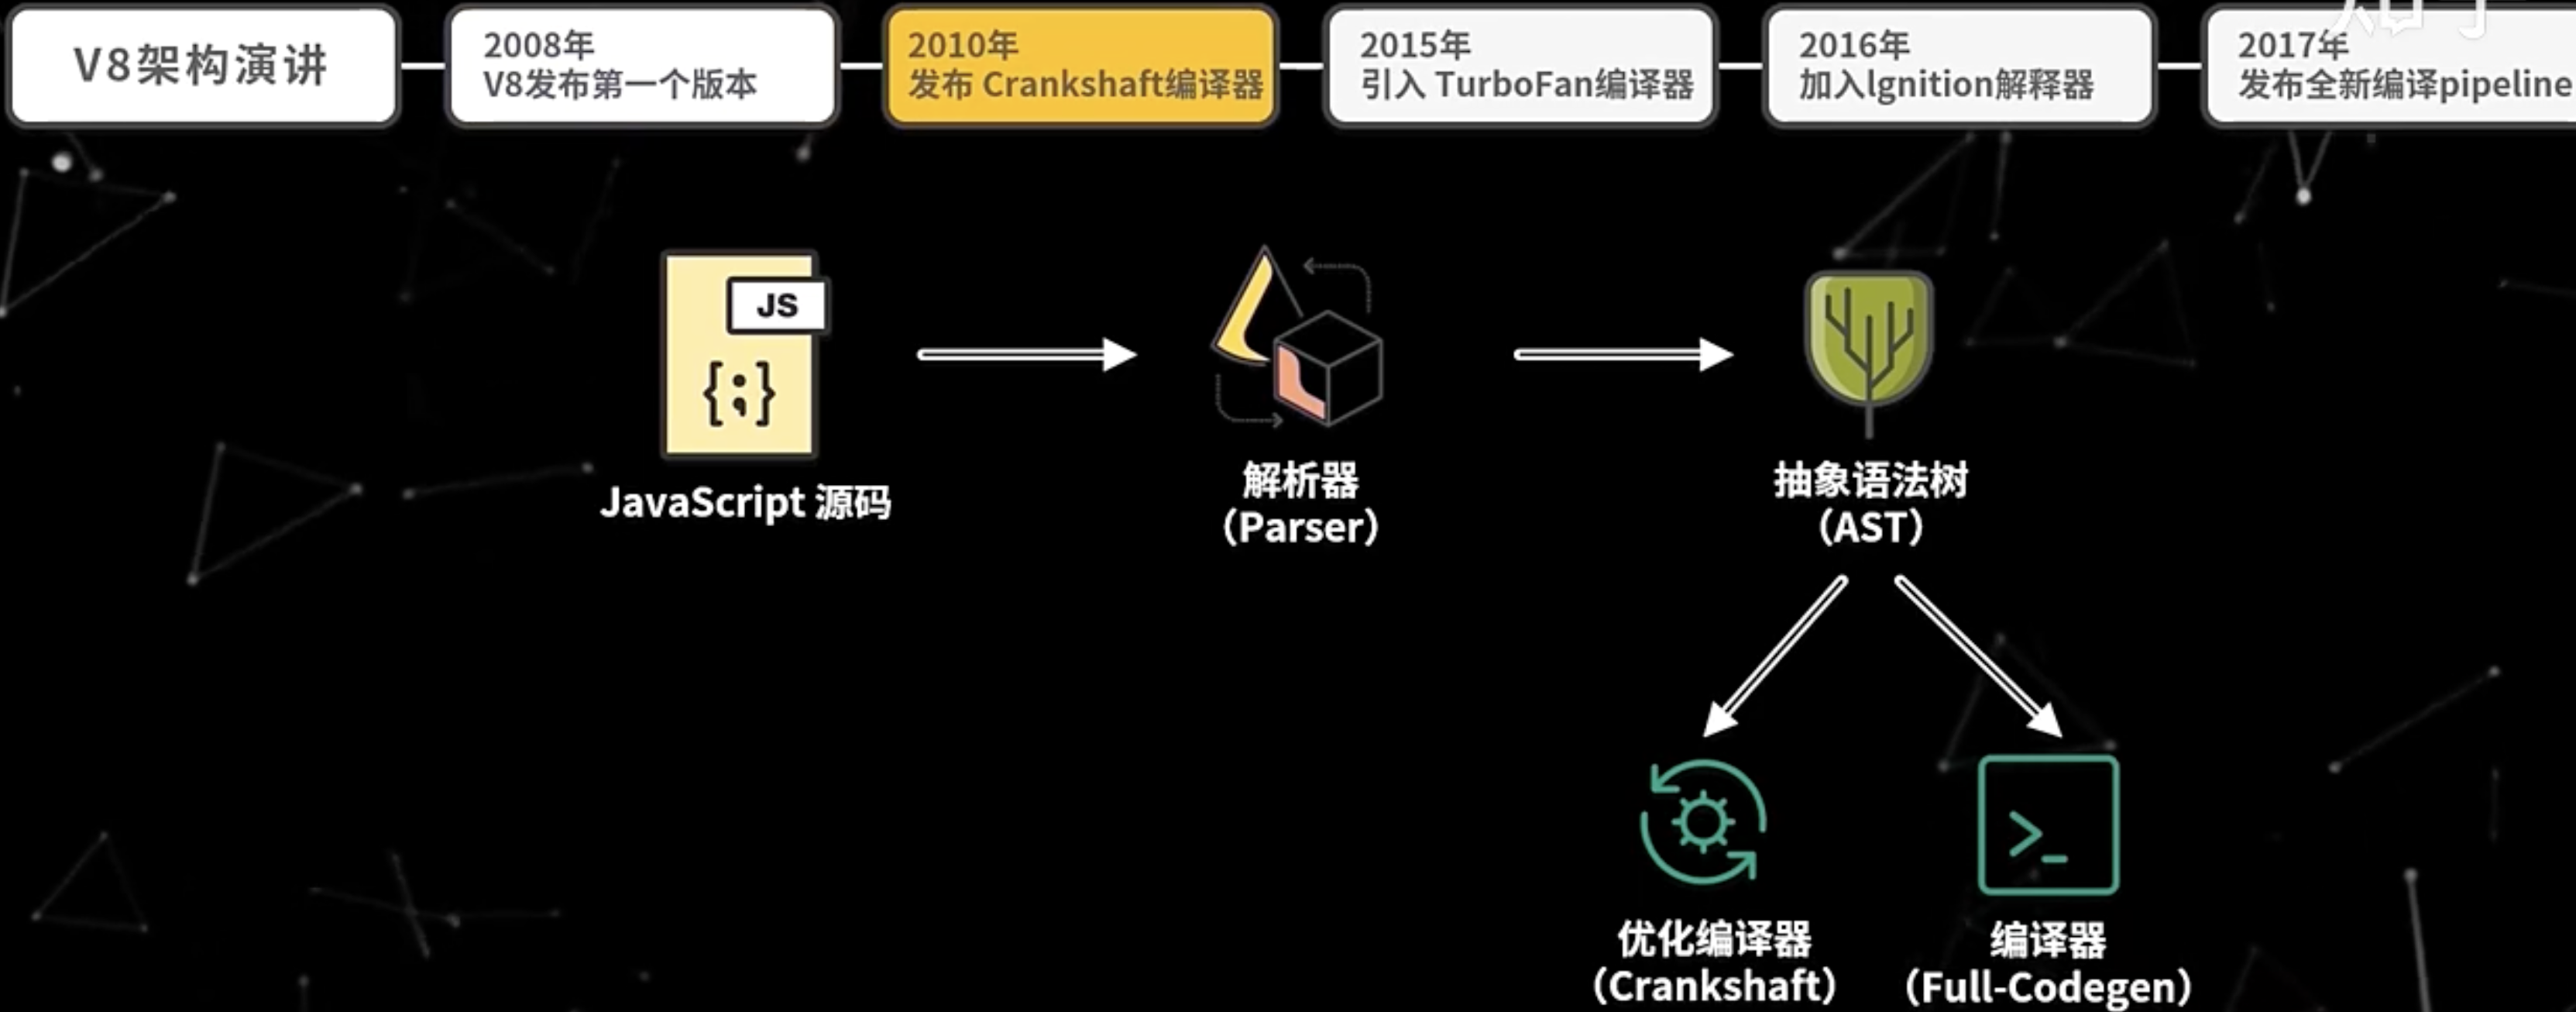 V8架构演讲
2008年
V8发布第一个版本
2010年
发布 Crankshaft编译器
2015年
引入 TurboFan编译器
2016年
加入lgnition解释器
2017年
发布全新编译pipeline
JS
{;}
JavaScript 源码
解析器
(Parser)
抽象语法树
(AST)
>_
优化编译器
(Crankshaft)
编译器
(Full-Codegen)